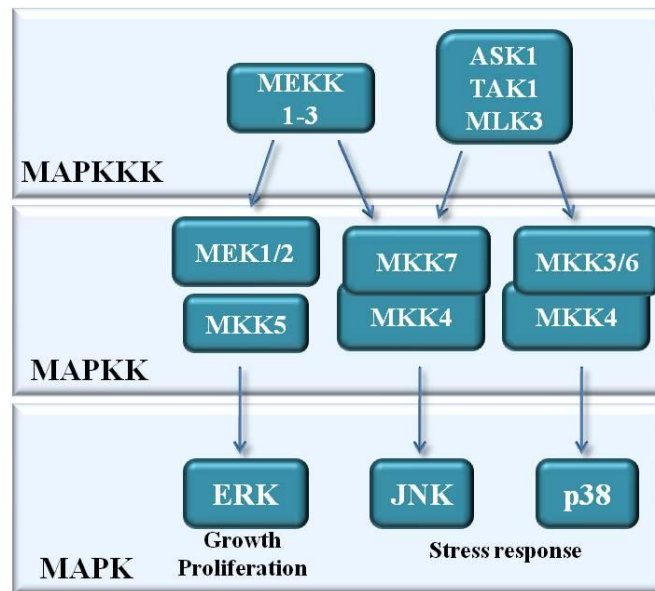 MEKK
1-3
ASK1
TAK1
MLK3
MAPKKK
MEK1/2
MKK5
MKK7
MKK4
MKK3/6
MKK4
MAPKK
ERK
JNK
p38
Growth
Proliferation
Stress response
MAPK